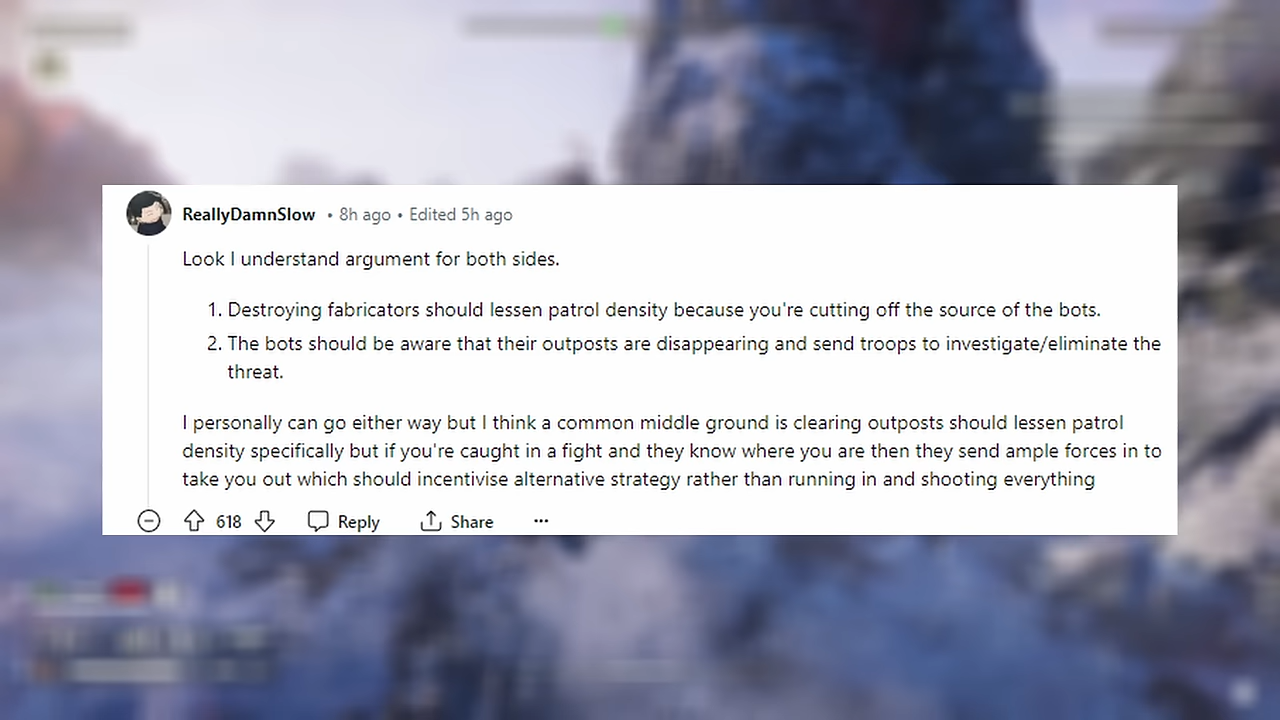 ReallyDamnSlow • 8h ago • Edited 5h ago
Look I understand argument for both sides.
1. Destroying fabricators should lessen patrol density because you're cutting off the source of the bots.
2. The bots should be aware that their outposts are disappearing and send troops to investigate/eliminate the
threat.
I personally can go either way but I think a common middle ground is clearing outposts should lessen patrol
density specifically but if you're caught in a fight and they know where you are then they send ample forces in to
take you out which should incentivise alternative strategy rather than running in and shooting everything
618 Reply Share ···